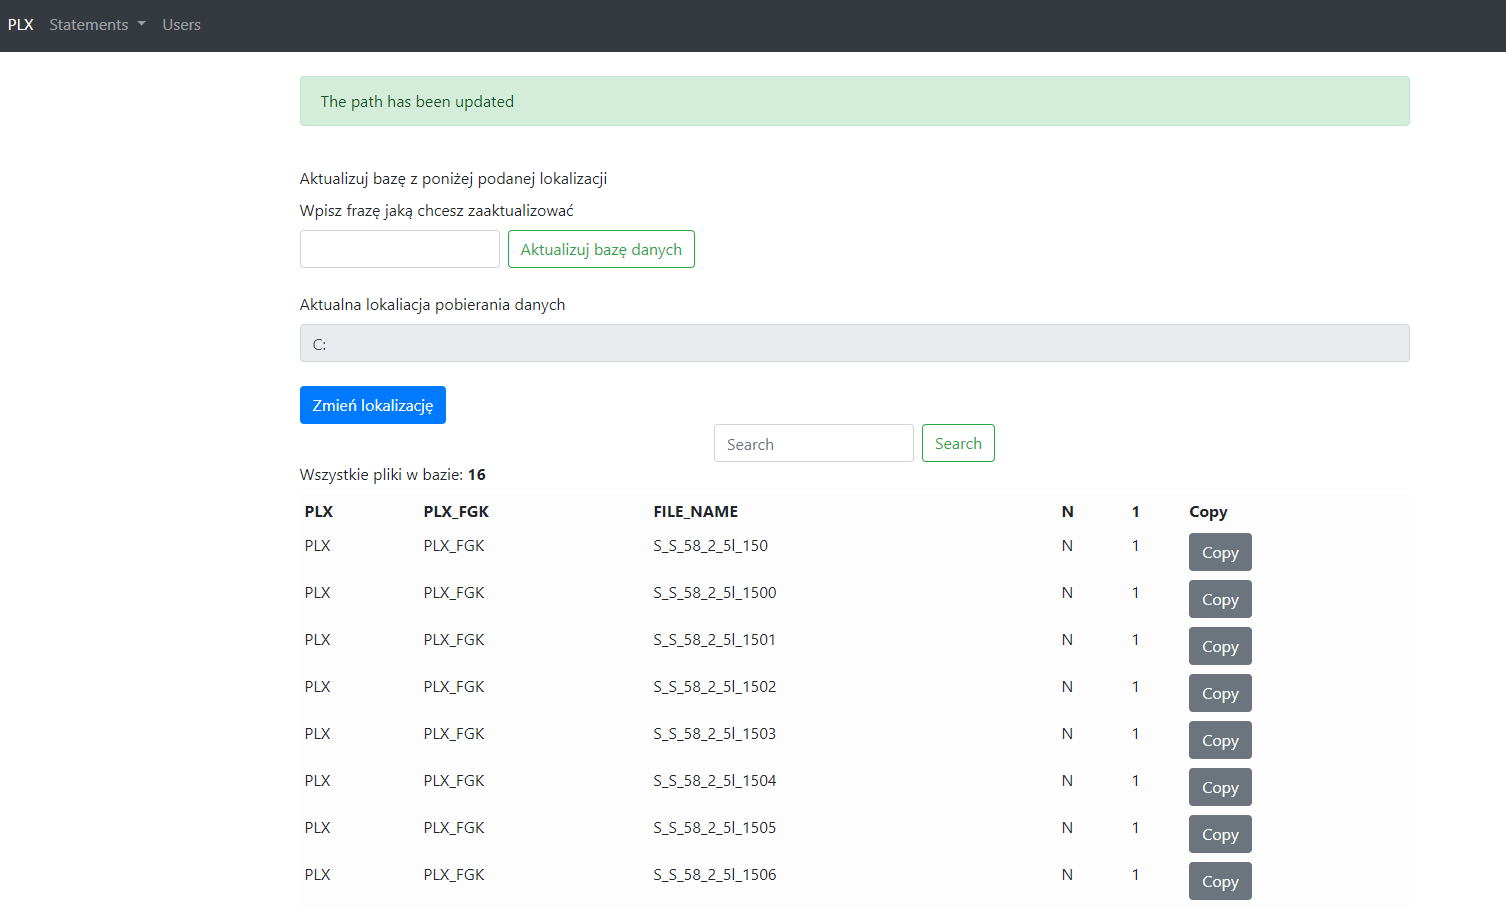 PLX Statements Users
The path has been updated
Aktualizuj bazę z poniżej podanej lokalizacji
Wpisz frazę jaką chcesz zaaktualizować
Aktualizuj bazę danych
Aktualna lokaliacja pobierania danych
C:
Zmień lokalizację
Search Search
Wszystkie pliki w bazie: 16
PLX PLX_FGK FILE_NAME N 1 Copy
PLX PLX_FGK S_S_58_2_5l_150 N 1 Copy
PLX PLX_FGK S_S_58_2_5l_1500 N 1 Copy
PLX PLX_FGK S_S_58_2_5l_1501 N 1 Copy
PLX PLX_FGK S_S_58_2_5l_1502 N 1 Copy
PLX PLX_FGK S_S_58_2_5l_1503 N 1 Copy
PLX PLX_FGK S_S_58_2_5l_1504 N 1 Copy
PLX PLX_FGK S_S_58_2_5l_1505 N 1 Copy
PLX PLX_FGK S_S_58_2_5l_1506 N 1 Copy